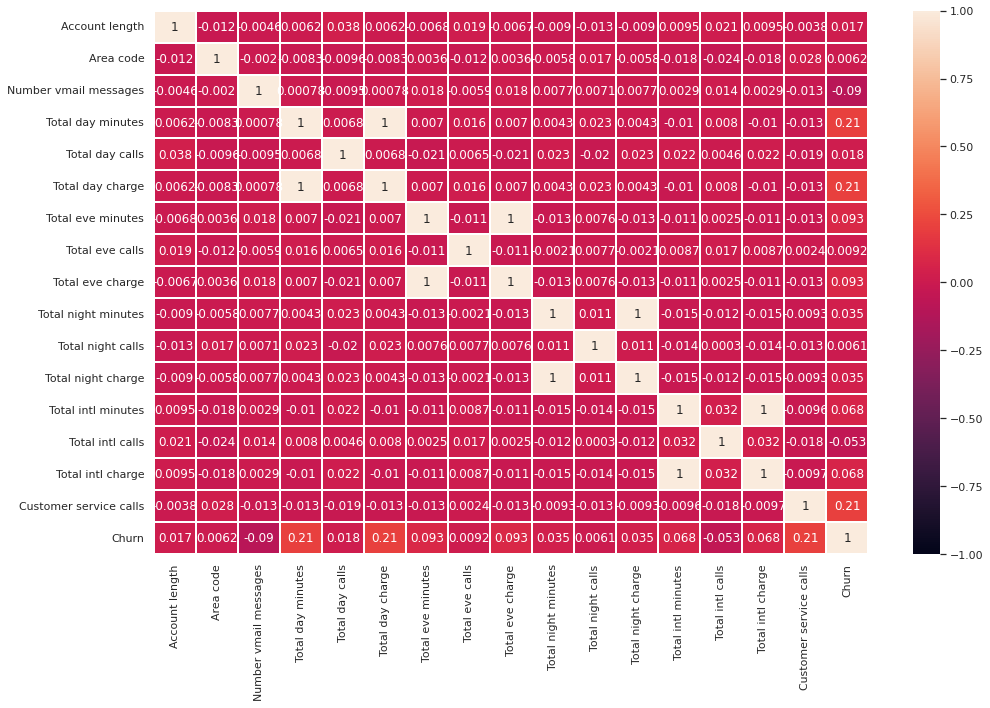 Account length 1 -0.012 -0.0046 0.0062 0.038 0.0062 -0.0068 0.019 -0.0067 -0.009 -0.013 -0.009 0.0095 0.021 0.0095 -0.0038 0.017
Area code -0.012 1 -0.002 -0.0083 -0.0096 -0.0083 0.0036 -0.012 0.0036 -0.0058 0.017 -0.0058 -0.018 -0.024 -0.018 0.028 0.0062
Number vmail messages -0.0046 -0.002 1 0.00078 -0.0095 0.00078 0.018 -0.0059 0.018 0.0077 0.0071 0.0077 0.0029 0.014 0.0029 -0.013 -0.09
Total day minutes 0.0062 -0.0083 0.00078 1 0.0068 1 0.007 0.016 0.007 0.0043 0.023 0.0043 -0.01 0.008 -0.01 -0.013 0.21
Total day calls 0.038 -0.0096 -0.0095 0.0068 1 0.0068 -0.021 0.0065 -0.021 0.023 -0.02 0.023 0.022 0.0046 0.022 -0.019 0.018
Total day charge 0.0062 -0.0083 0.00078 1 0.0068 1 0.007 0.016 0.007 0.0043 0.023 0.0043 -0.01 0.008 -0.01 -0.013 0.21
Total eve minutes -0.0068 0.0036 0.018 0.007 -0.021 0.007 1 -0.011 1 -0.013 0.0076 -0.013 -0.011 0.0025 -0.011 -0.013 0.093
Total eve calls 0.019 -0.012 -0.0059 0.016 0.0065 0.016 -0.011 1 -0.011 -0.0021 0.0077 -0.0021 0.0087 0.017 0.0087 0.0024 0.0092
Total eve charge -0.0067 0.0036 0.018 0.007 -0.021 0.007 1 -0.011 1 -0.013 0.0076 -0.013 -0.011 0.0025 -0.011 -0.013 0.093
Total night minutes -0.009 -0.0058 0.0077 0.0043 0.023 0.0043 -0.013 -0.0021 -0.013 1 0.011 1 -0.015 -0.012 -0.015 -0.0093 0.035
Total night calls -0.013 0.017 0.0071 0.023 -0.02 0.023 0.0076 0.0077 0.0076 0.011 1 0.011 -0.014 0.0003 -0.014 -0.013 0.0061
Total night charge -0.009 -0.0058 0.0077 0.0043 0.023 0.0043 -0.013 -0.0021 -0.013 1 0.011 1 -0.015 -0.012 -0.015 -0.0093 0.035
Total intl minutes 0.0095 -0.018 0.0029 -0.01 0.022 -0.01 -0.011 0.0087 -0.011 -0.015 -0.014 -0.015 1 0.032 1 -0.0096 0.068
Total intl calls 0.021 -0.024 0.014 0.008 0.0046 0.008 0.0025 0.017 0.0025 -0.012 0.0003 -0.012 0.032 1 0.032 -0.018 -0.053
Total intl charge 0.0095 -0.018 0.0029 -0.01 0.022 -0.01 -0.011 0.0087 -0.011 -0.015 -0.014 -0.015 1 0.032 1 -0.0097 0.068
Customer service calls -0.0038 0.028 -0.013 -0.013 -0.019 -0.013 -0.013 0.0024 -0.013 -0.0093 -0.013 -0.0093 -0.0096 -0.018 -0.0097 1 0.21
Churn 0.017 0.0062 -0.09 0.21 0.018 0.21 0.093 0.0092 0.093 0.035 0.0061 0.035 0.068 -0.053 0.068 0.21 1
Account length
Area code
Number vmail messages
Total day minutes
Total day calls
Total day charge
Total eve minutes
Total eve calls
Total eve charge
Total night minutes
Total night calls
Total night charge
Total intl minutes
Total intl calls
Total intl charge
Customer service calls
Churn
1.00
0.75
0.50
0.25
0.00
−0.25
−0.50
−0.75
−1.00